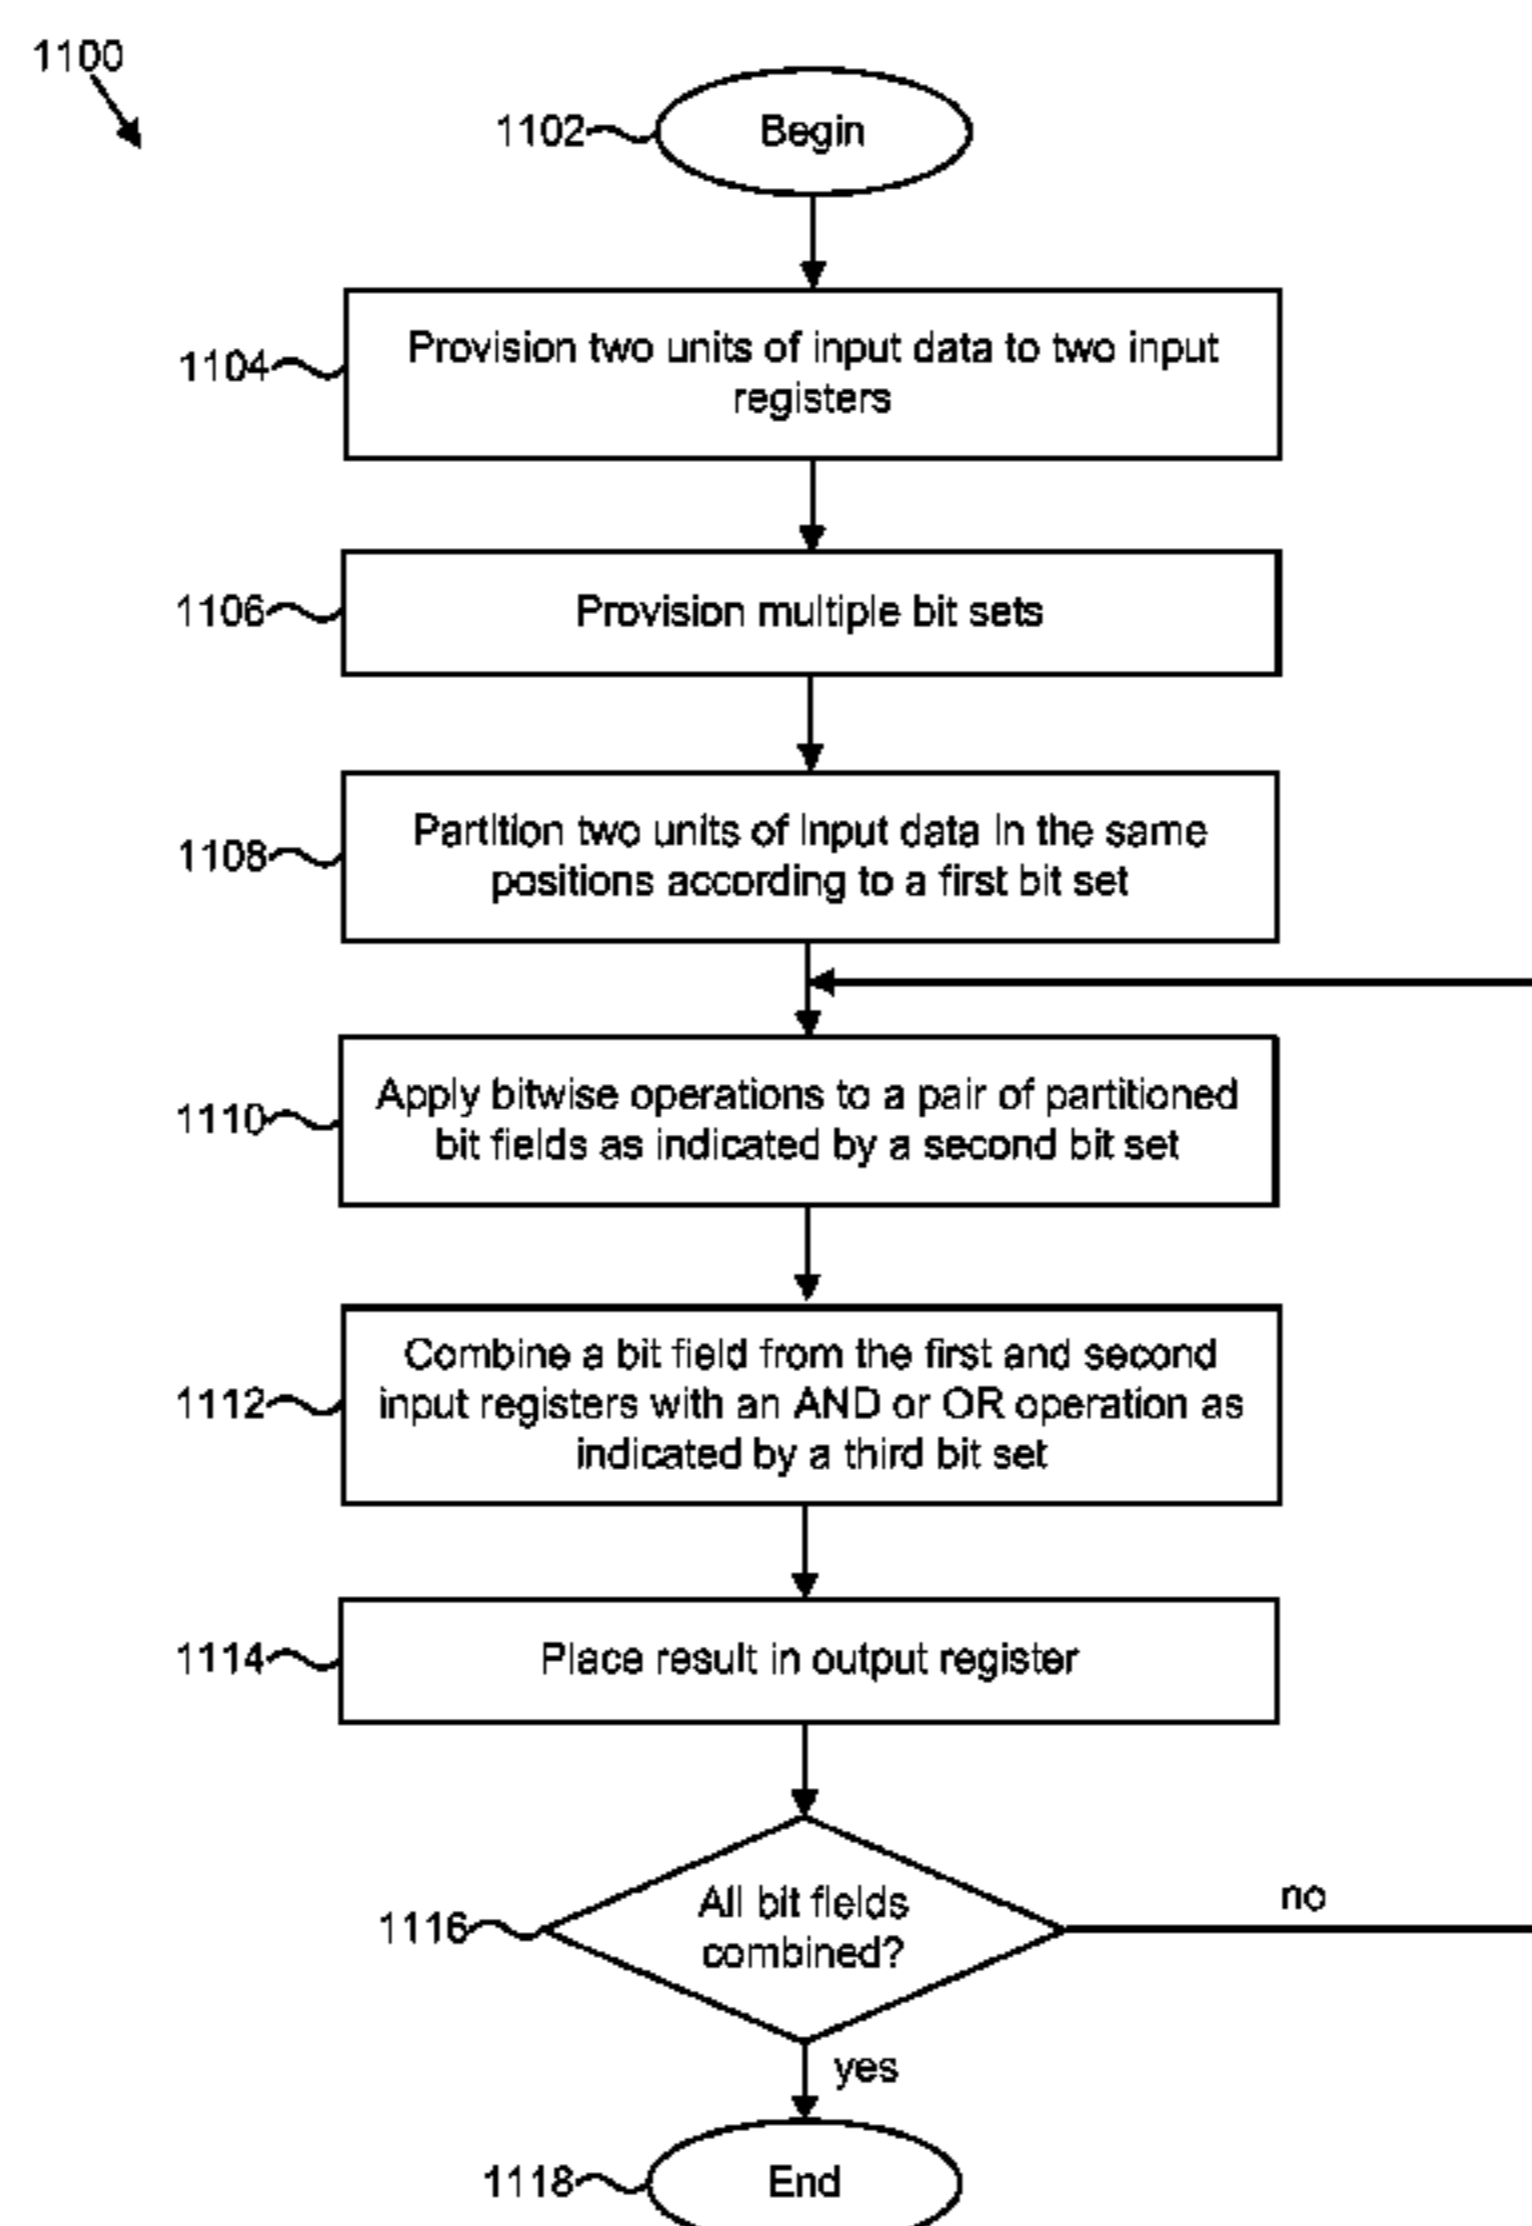 1100
1102
Begin
1104
Provision two units of input data to two input
registers
1106
Provision multiple bit sets
1108
Partition two units of input data in the same
positions according to a first bit set
1110
Apply bitwise operations to a pair of partitioned
bit fields as indicated by a second bit set
1112
Combine a bit field from the first and second
input registers with an AND or OR operation as
indicated by a third bit set
1114
Place result in output register
1116
All bit fields
combined?
no
yes
1118
End